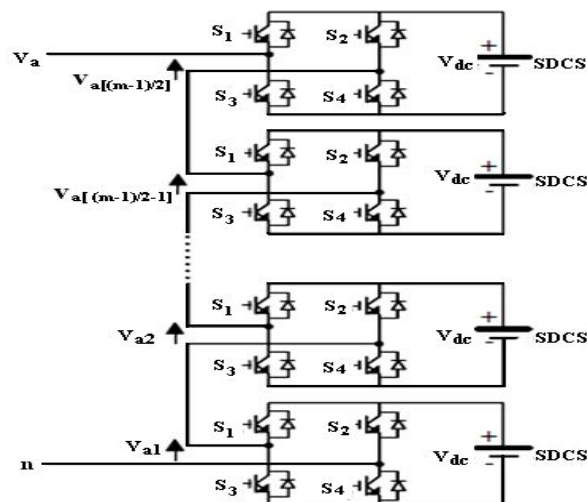 S1 S2 +
Va Vdc SDCS
-
Va[(m-1)/2] S3 S4
S1 S2 +
Vdc SDCS
-
Va[ (m-1)/2-1] S3 S4
S1 S2 +
Va2 Vdc SDCS
-
S3 S4
S1 S2 +
Va1 Vdc SDCS
n -
S3 S4